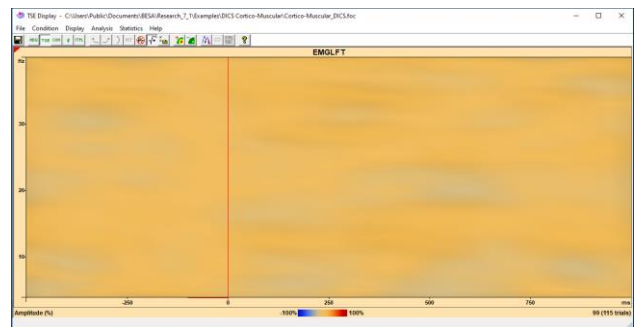 TSE Display - C:\Users\Public\Documents\BESA\Research_7_1\Examples\DICS Cortico-Muscular\Cortico-Muscular_DICS.foc
File Condition Display Analysis Statistics Help
EMGLFT
Hz
30
20
10
-250 0 250 500 750 ms
Amplitude (%) -100% 100% 99 (115 trials)